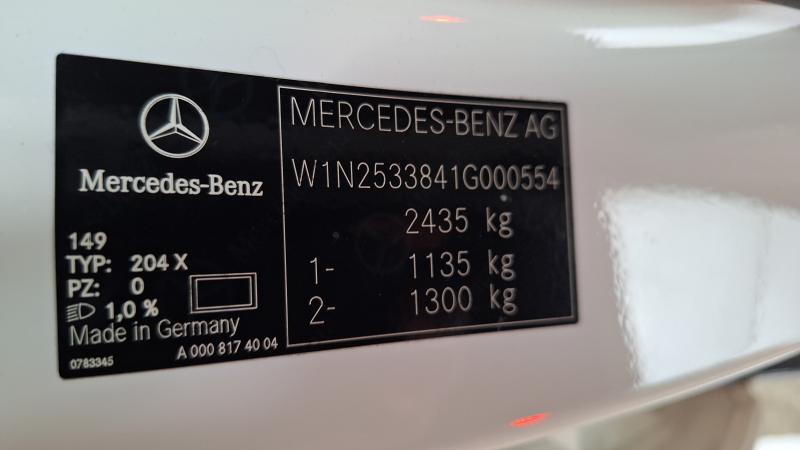 Mercedes-Benz
149
TYP: 204 X
PZ: 0
1,0 %
Made in Germany
0783345
A 000 817 40 04
MERCEDES-BENZ AG
W1N2533841G000554
2435 kg
1- 1135 kg
2- 1300 kg